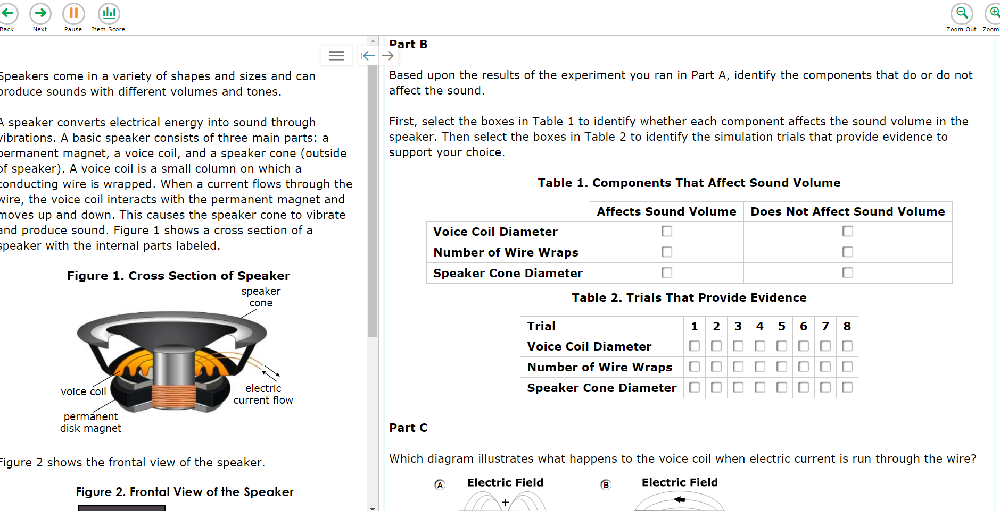 Back
Next
Pause
Item Score
Zoom Out
Zoom
Speakers come in a variety of shapes and sizes and can
produce sounds with different volumes and tones.
A speaker converts electrical energy into sound through
vibrations. A basic speaker consists of three main parts: a
permanent magnet, a voice coil, and a speaker cone (outside
of speaker). A voice coil is a small column on which a
conducting wire is wrapped. When a current flows through the
wire, the voice coil interacts with the permanent magnet and
moves up and down. This causes the speaker cone to vibrate
and produce sound. Figure 1 shows a cross section of a
speaker with the internal parts labeled.
Figure 1. Cross Section of Speaker
speaker
cone
voice coil
electric
current flow
permanent
disk magnet
Figure 2 shows the frontal view of the speaker.
Figure 2. Frontal View of the Speaker
Part B
Based upon the results of the experiment you ran in Part A, identify the components that do or do not
affect the sound.
First, select the boxes in Table 1 to identify whether each component affects the sound volume in the
speaker. Then select the boxes in Table 2 to identify the simulation trials that provide evidence to
support your choice.
Table 1. Components That Affect Sound Volume
Affects Sound Volume Does Not Affect Sound Volume
Voice Coil Diameter
Number of Wire Wraps
Speaker Cone Diameter
Table 2. Trials That Provide Evidence
Trial 1 2 3 4 5 6 7 8
Voice Coil Diameter
Number of Wire Wraps
Speaker Cone Diameter
Part C
Which diagram illustrates what happens to the voice coil when electric current is run through the wire?
A Electric Field B Electric Field
+